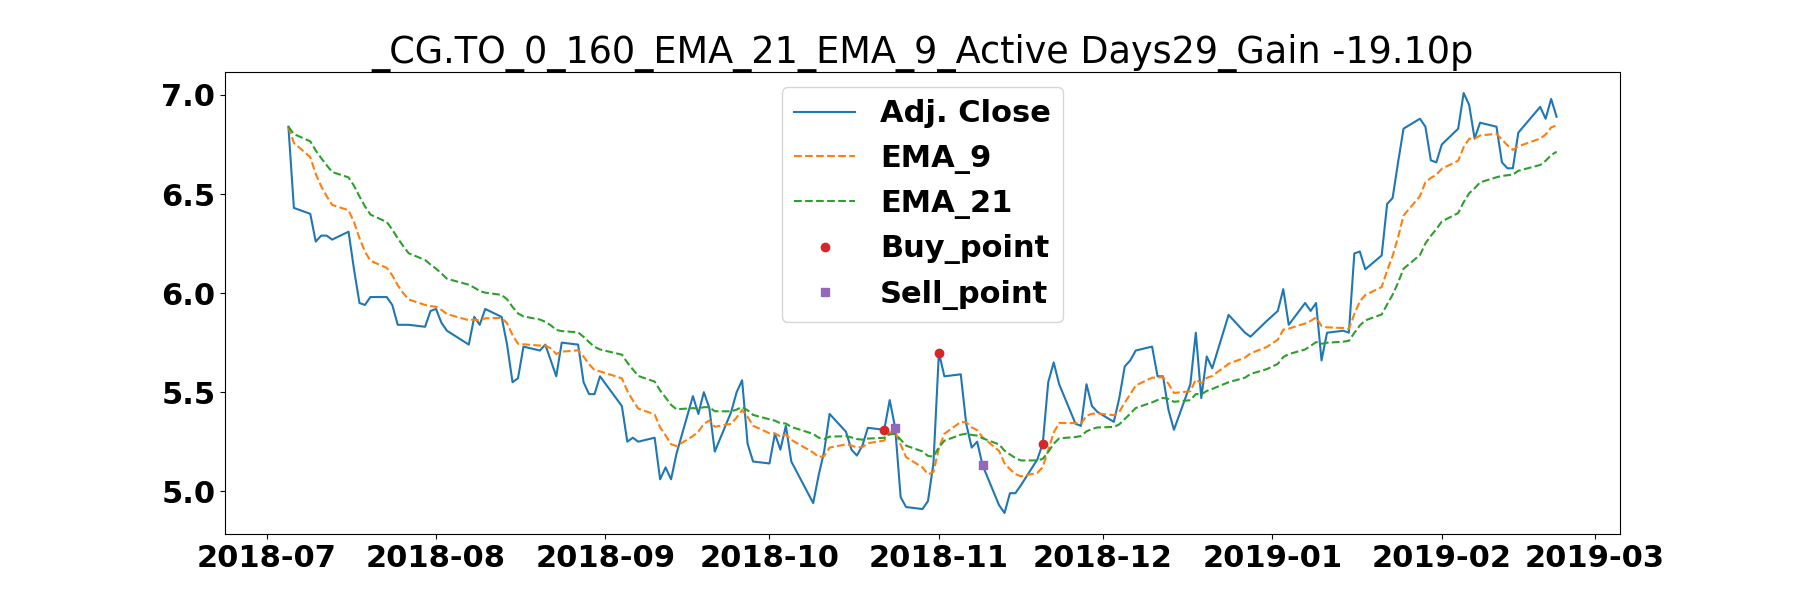 _CG.TO_0_160_EMA_21_EMA_9_Active Days29_Gain -19.10p
7.0
6.5
6.0
5.5
5.0
Adj. Close
EMA_9
EMA_21
Buy_point
Sell_point
2018-07 2018-08 2018-09 2018-10 2018-11 2018-12 2019-01 2019-02 2019-03